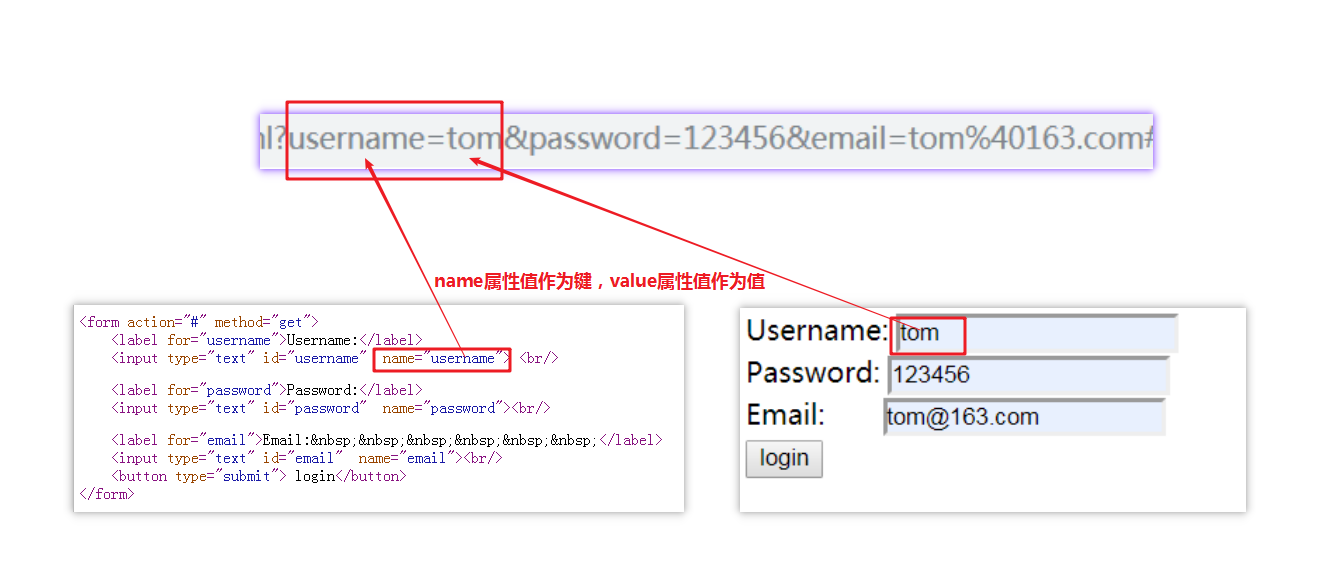 nl?username=tom&password=123456&email=tom%40163.com#
name属性值作为键，value属性值作为值
<form action="#" method="get">
<label for="username">Username:</label>
<input type="text" id="username"  name="username"> <br/>
<label for="password">Password:</label>
<input type="text" id="password"  name="password"><br/>
<label for="email">Email:&nbsp;&nbsp;&nbsp;&nbsp;&nbsp;&nbsp;</label>
<input type="text" id="email"  name="email"><br/>
<button type="submit"> login</button>
</form>
Username: tom
Password: 123456
Email: tom@163.com
login